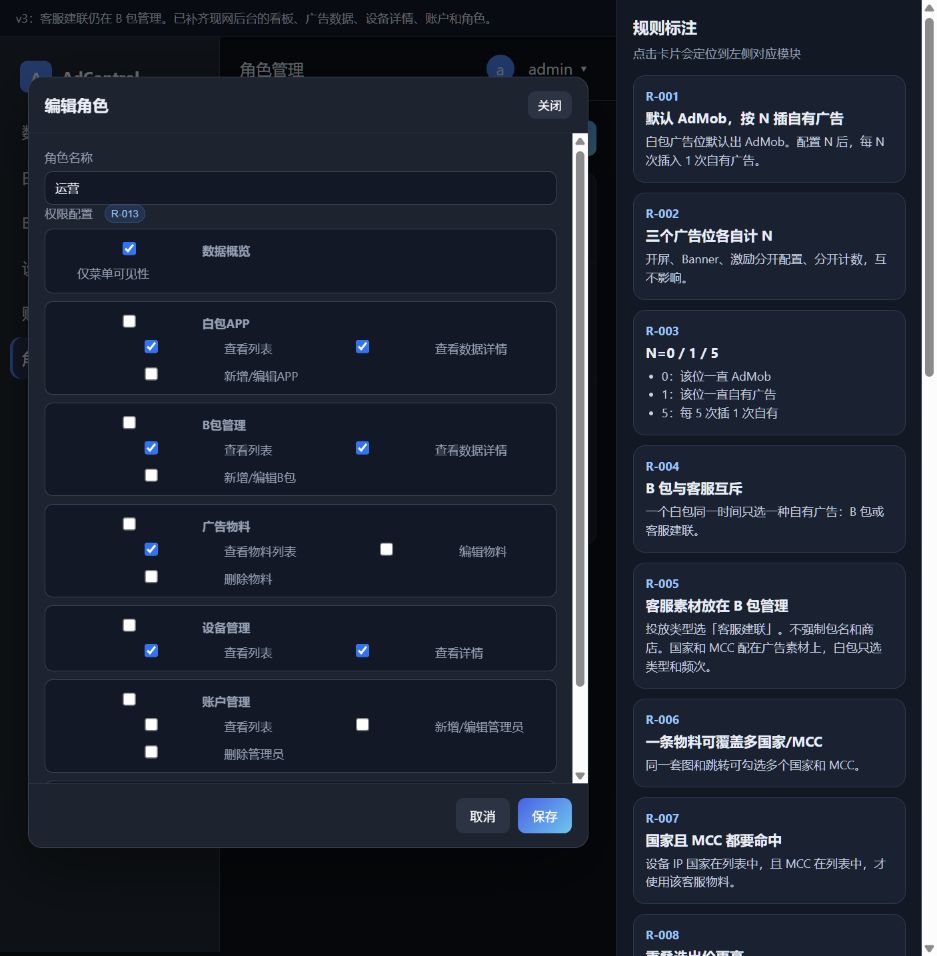 v3：客服建联仍在 B 包管理。已补齐现网后台的看板、广告数据、设备详情、账户和角色。
A AdControl
角色管理
a admin ▾
编辑角色
关闭
角色名称
运营
权限配置 R-013
数据概览
仅菜单可见性
白包APP
查看列表 查看数据详情
新增/编辑APP
B包管理
查看列表 查看数据详情
新增/编辑B包
广告物料
查看物料列表 编辑物料
删除物料
设备管理
查看列表 查看详情
账户管理
查看列表 新增/编辑管理员
删除管理员
取消 保存
规则标注
点击卡片会定位到左侧对应模块
R-001
默认 AdMob，按 N 插自有广告
白包广告位默认出 AdMob。配置 N 后，每 N
次插入 1 次自有广告。
R-002
三个广告位各自计 N
开屏、Banner、激励分开配置、分开计数，互
不影响。
R-003
N=0 / 1 / 5
• 0：该位一直 AdMob
• 1：该位一直自有广告
• 5：每 5 次插 1 次自有
R-004
B 包与客服互斥
一个白包同一时间只选一种自有广告：B 包或
客服建联。
R-005
客服素材放在 B 包管理
投放类型选「客服建联」。不强制包名和商
店。国家和 MCC 配在广告素材上，白包只选
类型和频次。
R-006
一条物料可覆盖多国家/MCC
同一套图和跳转可勾选多个国家和 MCC。
R-007
国家且 MCC 都要命中
设备 IP 国家在列表中，且 MCC 在列表中，才
使用该客服物料。
R-008